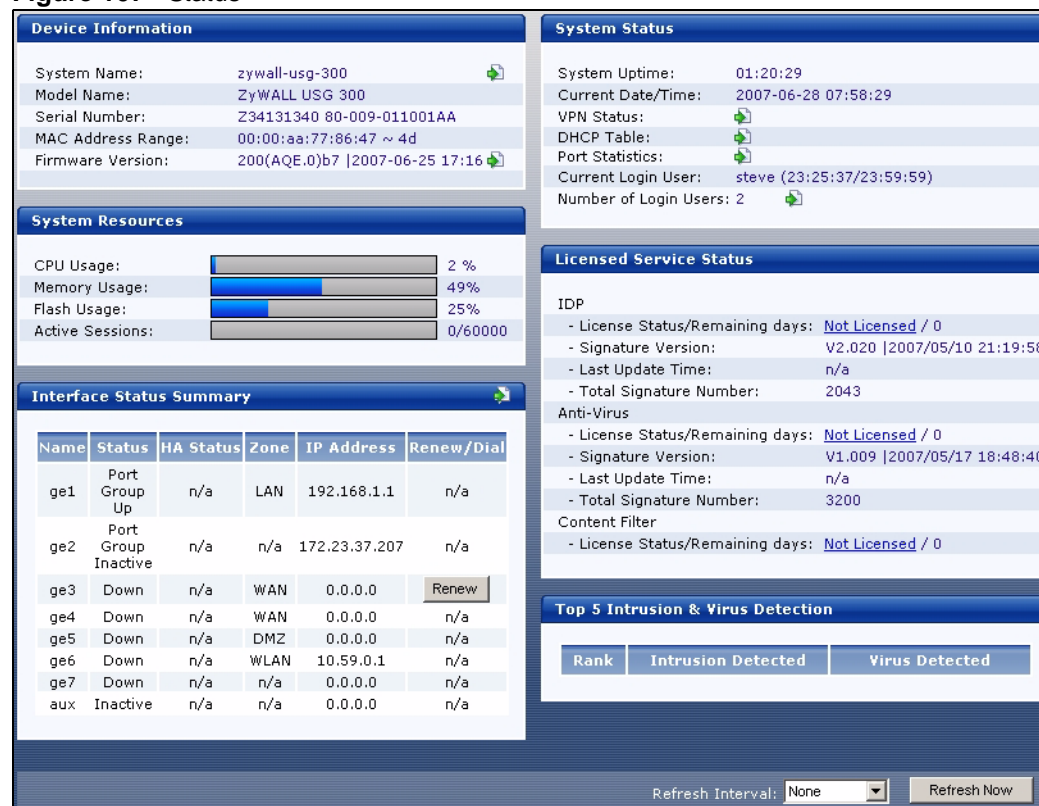 Device Information
System Name: zywall-usg-300
Model Name: ZyWALL USG 300
Serial Number: Z34131340 80-009-011001AA
MAC Address Range: 00:00:aa:77:86:47 ~ 4d
Firmware Version: 200(AQE.0)b7 |2007-06-25 17:16
System Resources
CPU Usage: 2 %
Memory Usage: 49%
Flash Usage: 25%
Active Sessions: 0/60000
Interface Status Summary
Name Status HA Status Zone IP Address Renew/Dial
ge1 Port Group Up n/a LAN 192.168.1.1 n/a
ge2 Port Group Inactive n/a n/a 172.23.37.207 n/a
ge3 Down n/a WAN 0.0.0.0 Renew
ge4 Down n/a WAN 0.0.0.0 n/a
ge5 Down n/a DMZ 0.0.0.0 n/a
ge6 Down n/a WLAN 10.59.0.1 n/a
ge7 Down n/a n/a 0.0.0.0 n/a
aux Inactive n/a n/a 0.0.0.0 n/a
System Status
System Uptime: 01:20:29
Current Date/Time: 2007-06-28 07:58:29
VPN Status:
DHCP Table:
Port Statistics:
Current Login User: steve (23:25:37/23:59:59)
Number of Login Users: 2
Licensed Service Status
IDP
- License Status/Remaining days: Not Licensed / 0
- Signature Version: V2.020 |2007/05/10 21:19:58
- Last Update Time: n/a
- Total Signature Number: 2043
Anti-Virus
- License Status/Remaining days: Not Licensed / 0
- Signature Version: V1.009 |2007/05/17 18:48:40
- Last Update Time: n/a
- Total Signature Number: 3200
Content Filter
- License Status/Remaining days: Not Licensed / 0
Top 5 Intrusion & Virus Detection
Rank Intrusion Detected Virus Detected
Refresh Interval: None Refresh Now